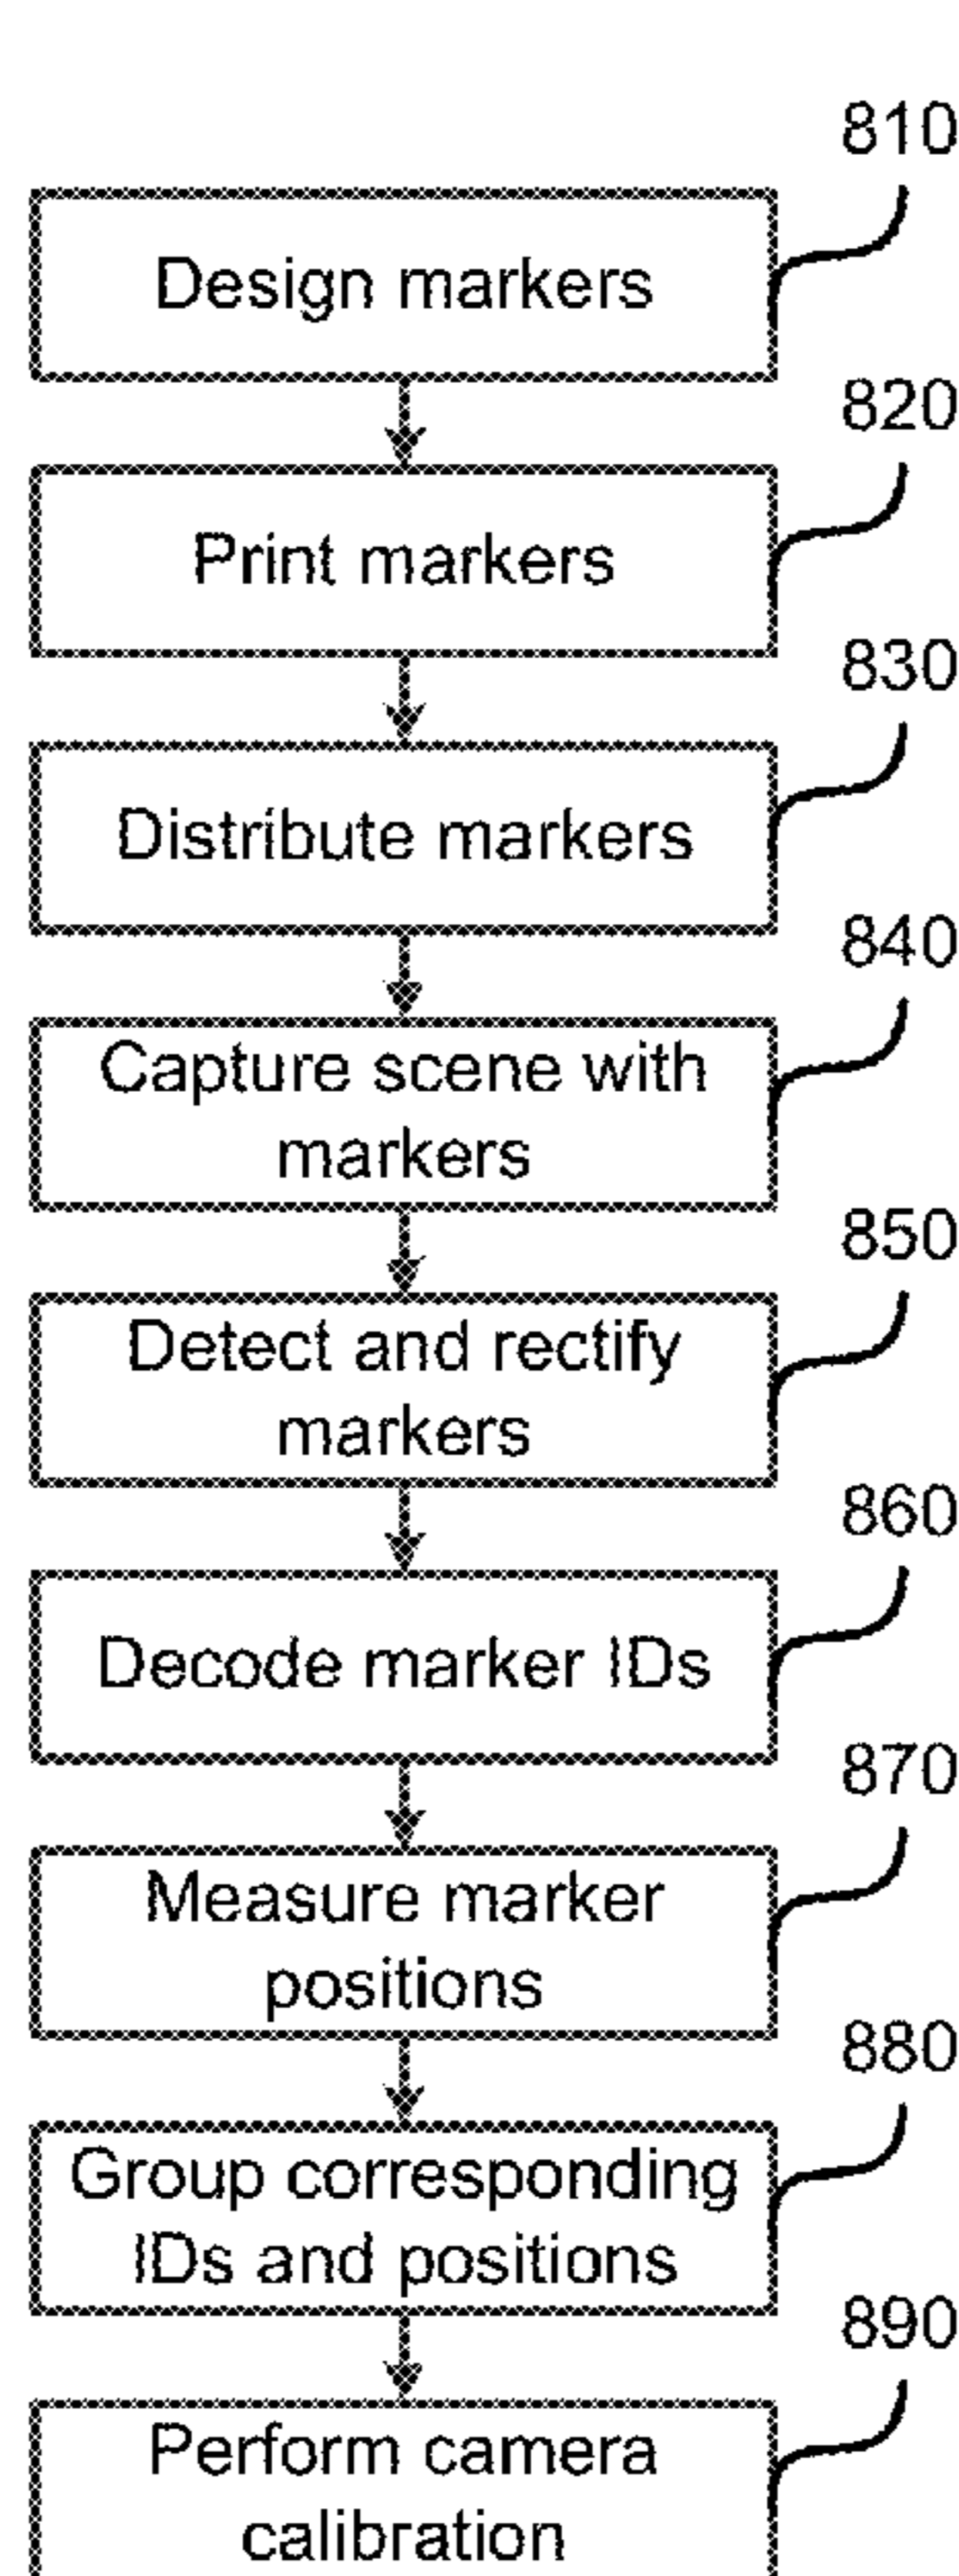 810
Design markers
820
Print markers
830
Distribute markers
840
Capture scene with
markers
850
Detect and rectify
markers
860
Decode marker IDs
870
Measure marker
positions
880
Group corresponding
IDs and positions
890
Perform camera
calibration